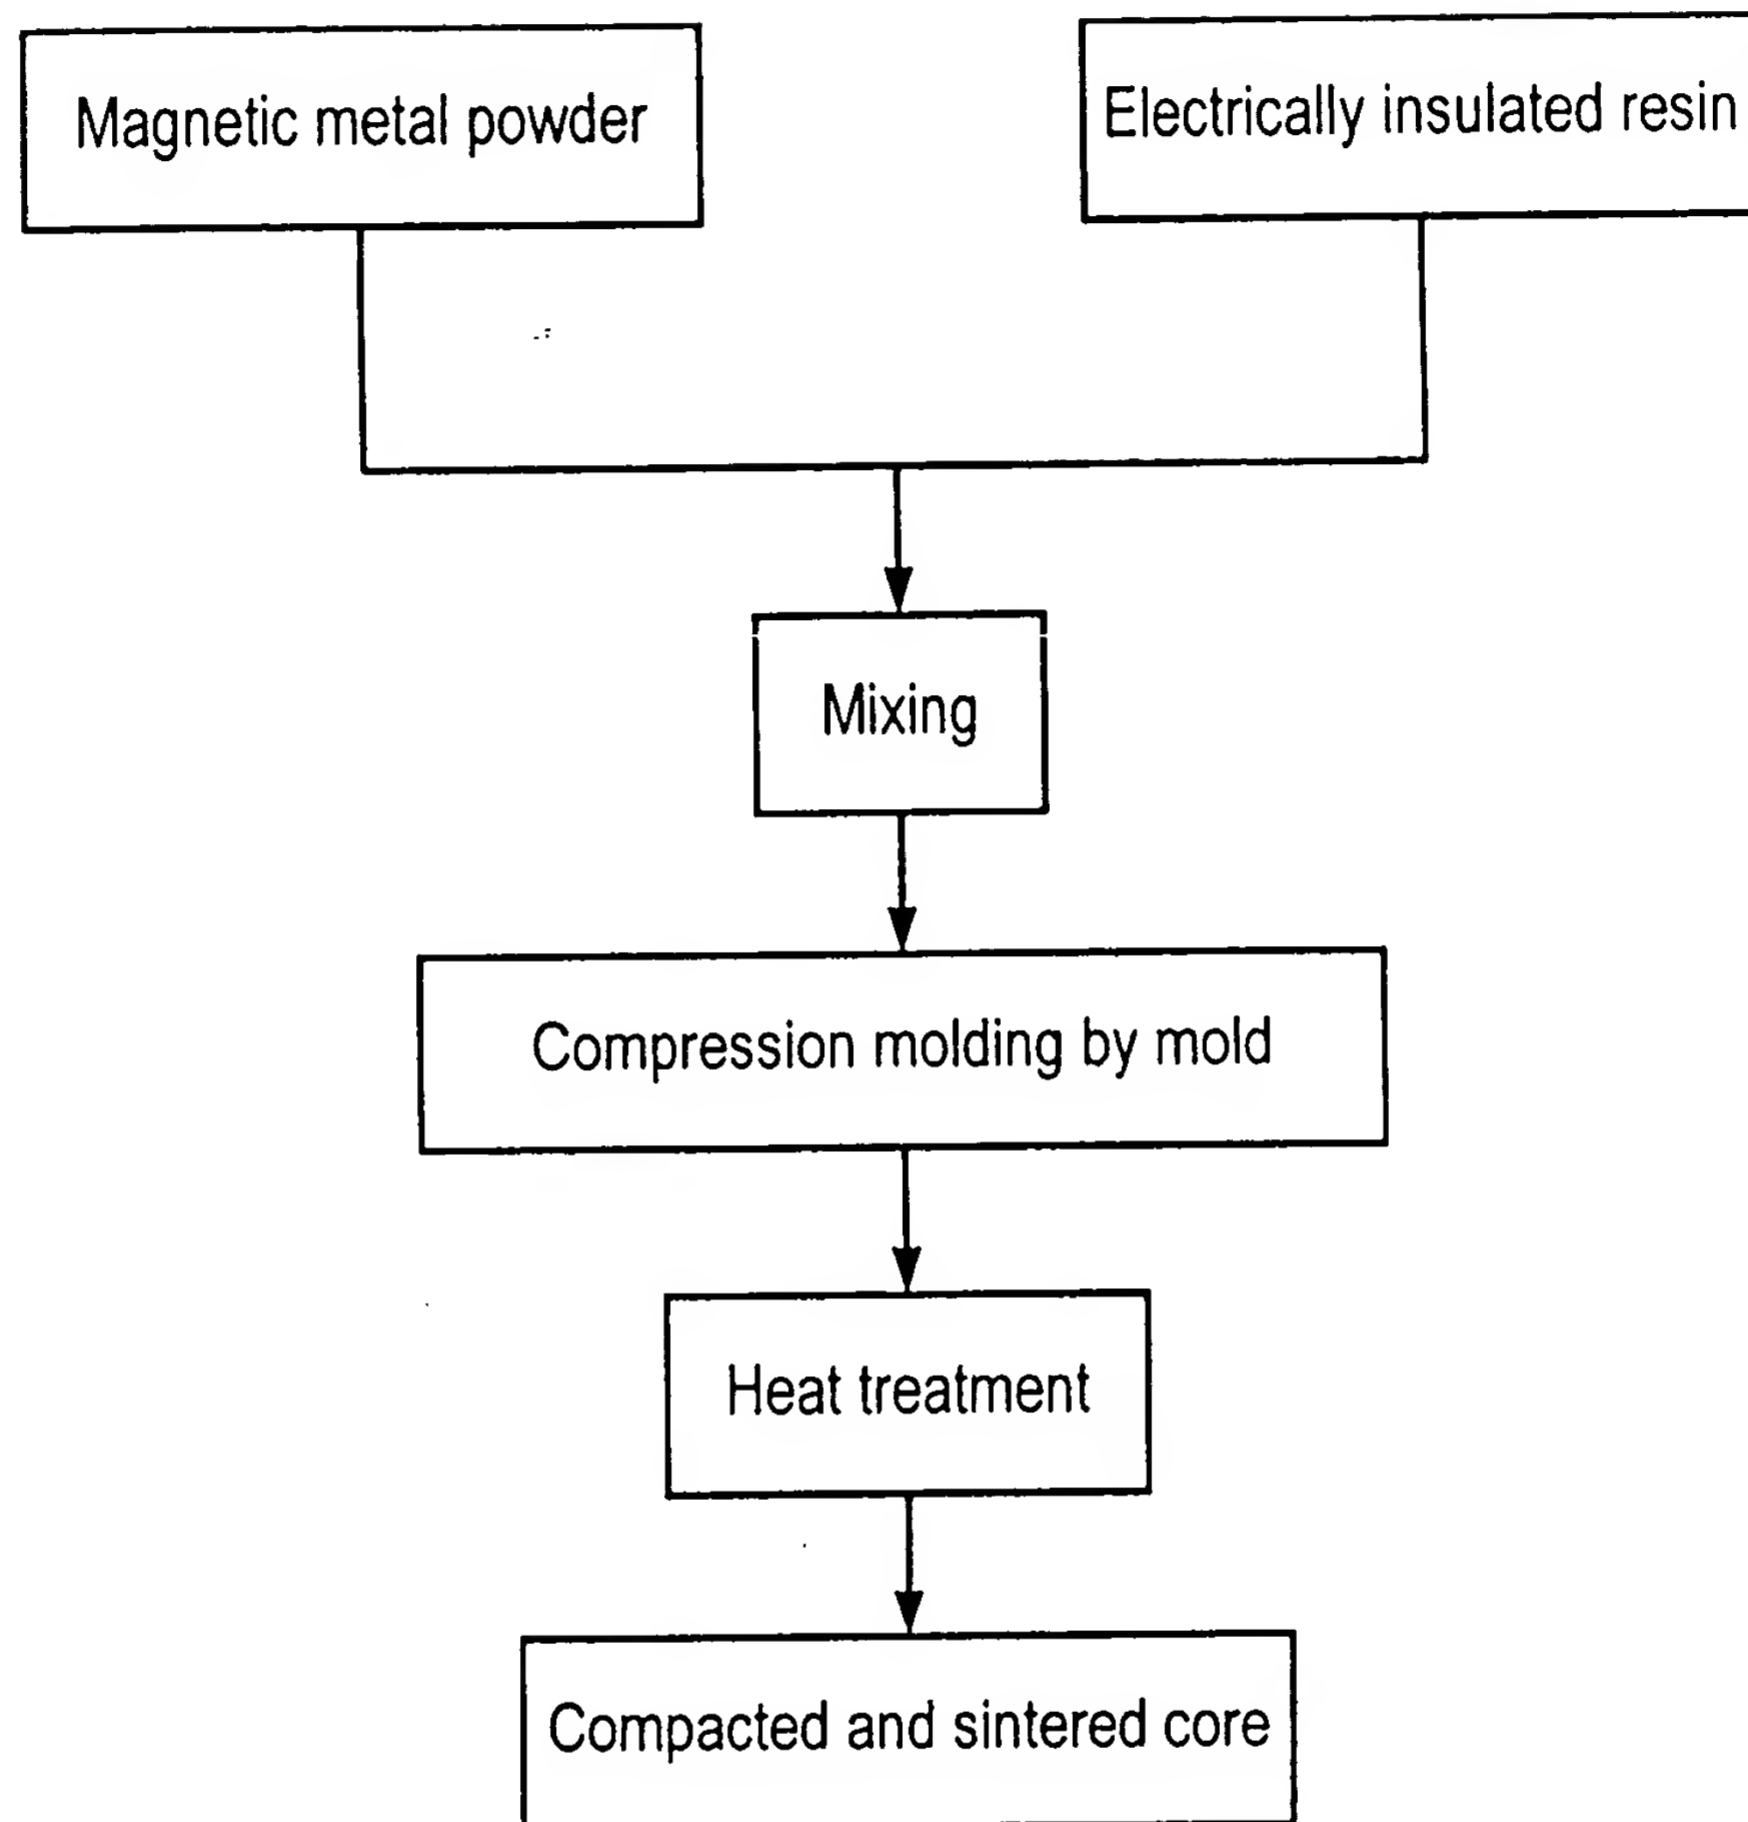 Magnetic metal powder
Electrically insulated resin
Mixing
Compression molding by mold
Heat treatment
Compacted and sintered core